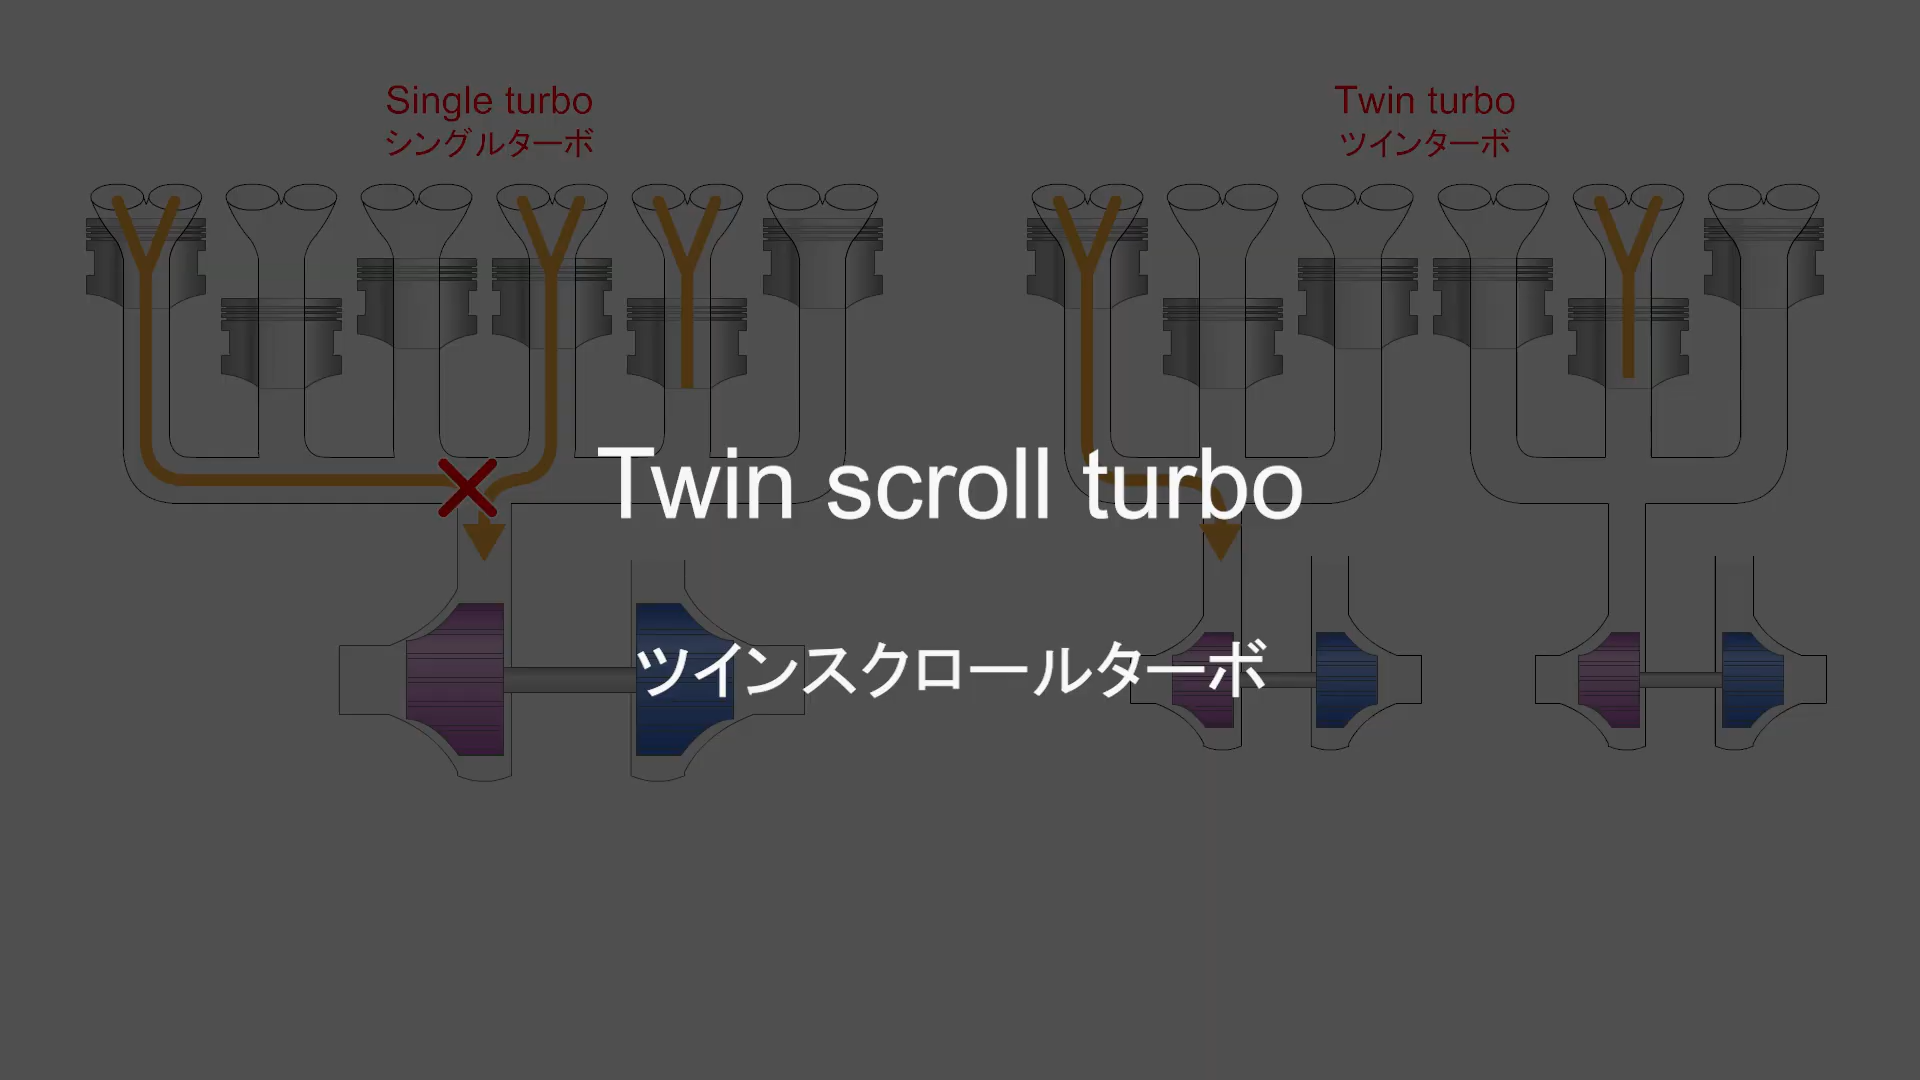 Single turbo
シングルターボ
Twin turbo
ツインターボ
Twin scroll turbo
ツインスクロールターボ